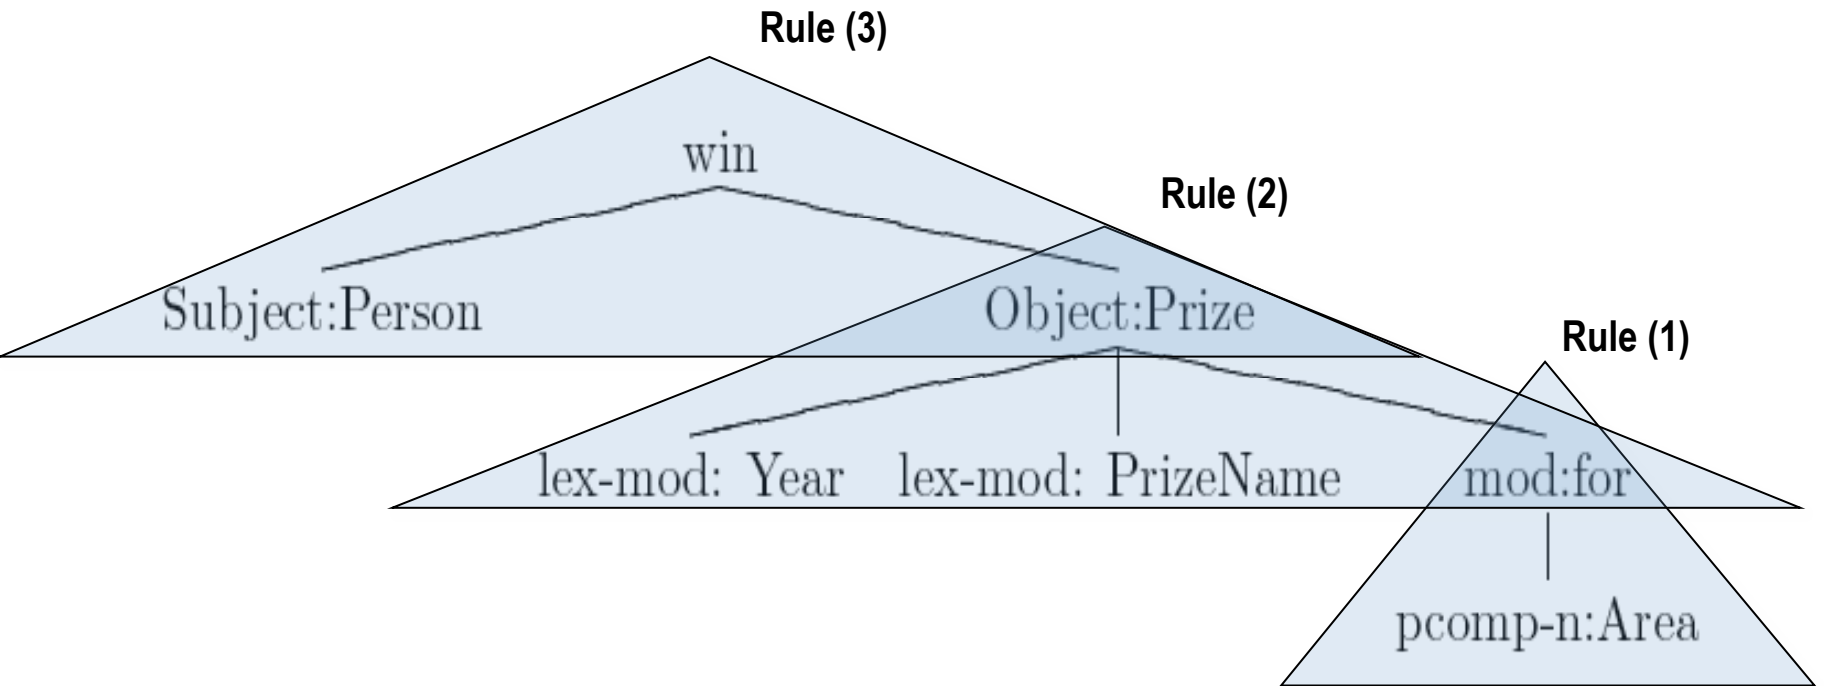 Rule (3)
win
Rule (2)
Subject:Person Object:Prize
Rule (1)
lex-mod: Year lex-mod: PrizeName mod:for
pcomp-n:Area